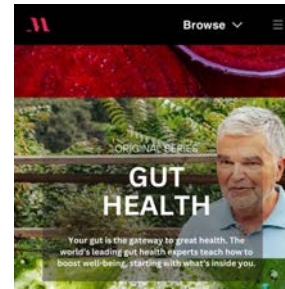 M
Browse
ORIGINAL SERIES
GUT
HEALTH
Your gut is the gateway to great health. The
world's leading gut health experts teach how to
boost well-being, starting with what's inside you.